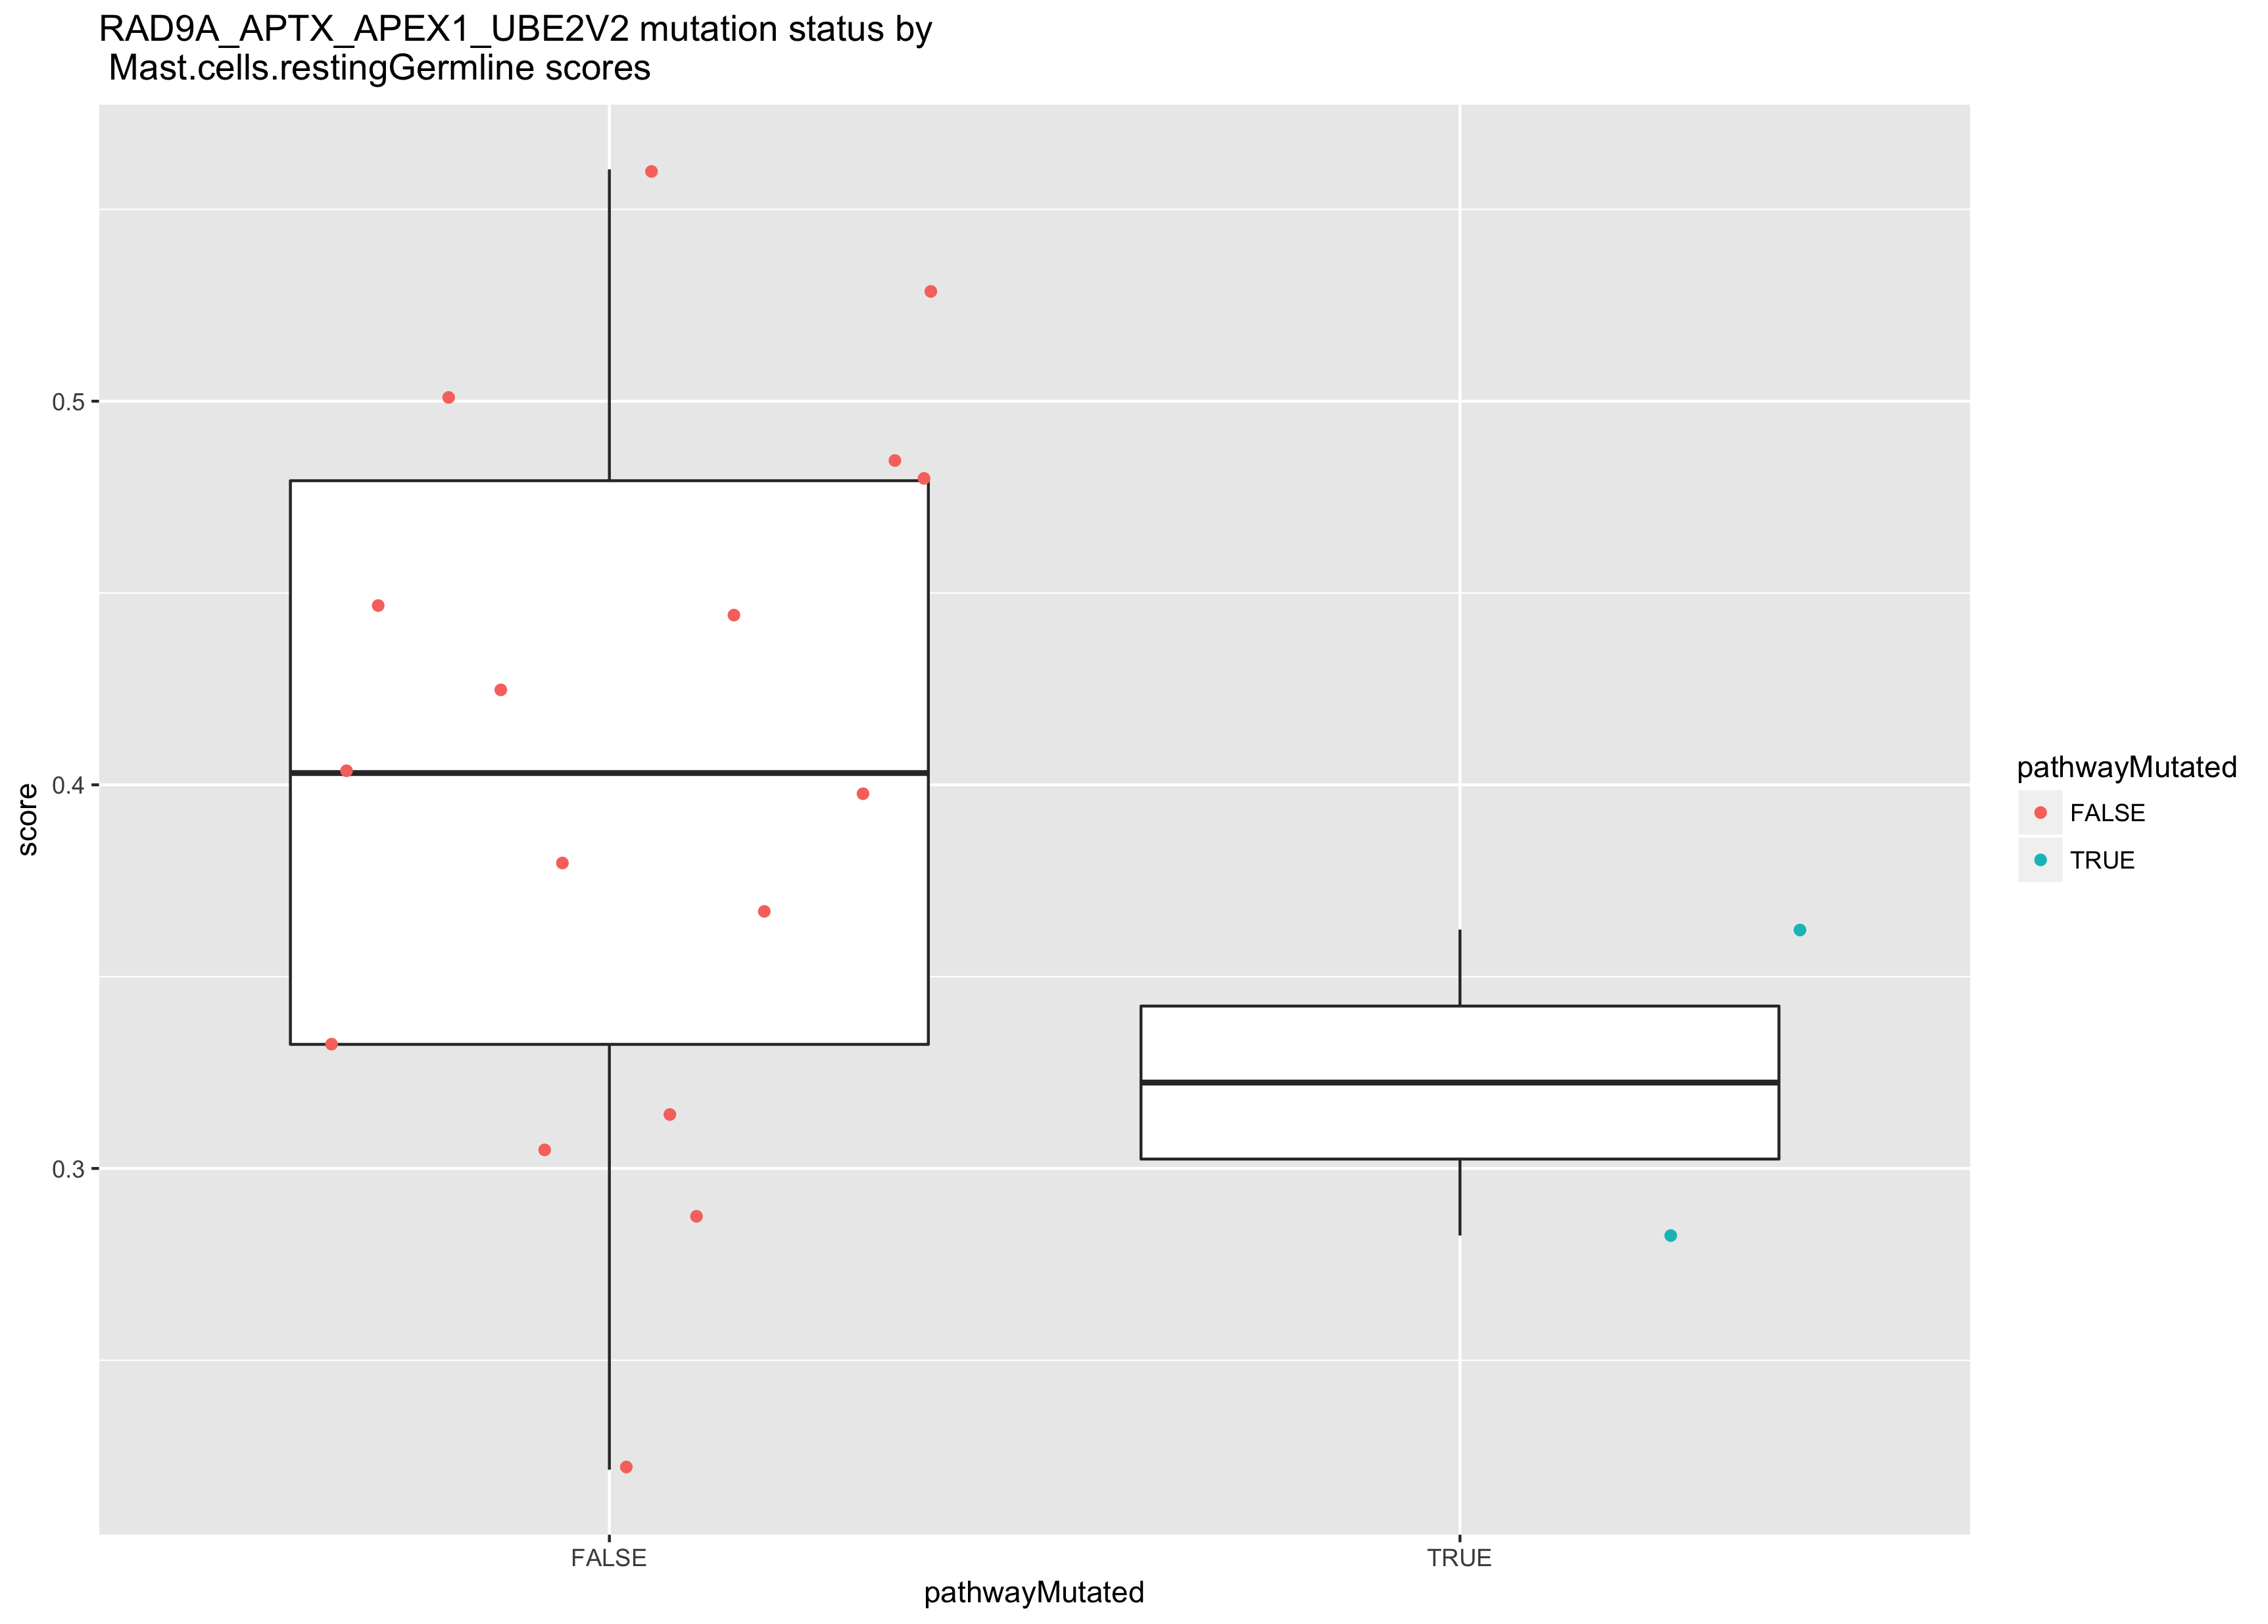 RAD9A_APTX_APEX1_UBE2V2 mutation status by
Mast.cells.restingGermline scores
0.5
0.4
0.3
score
FALSE
TRUE
pathwayMutated
pathwayMutated
FALSE
TRUE